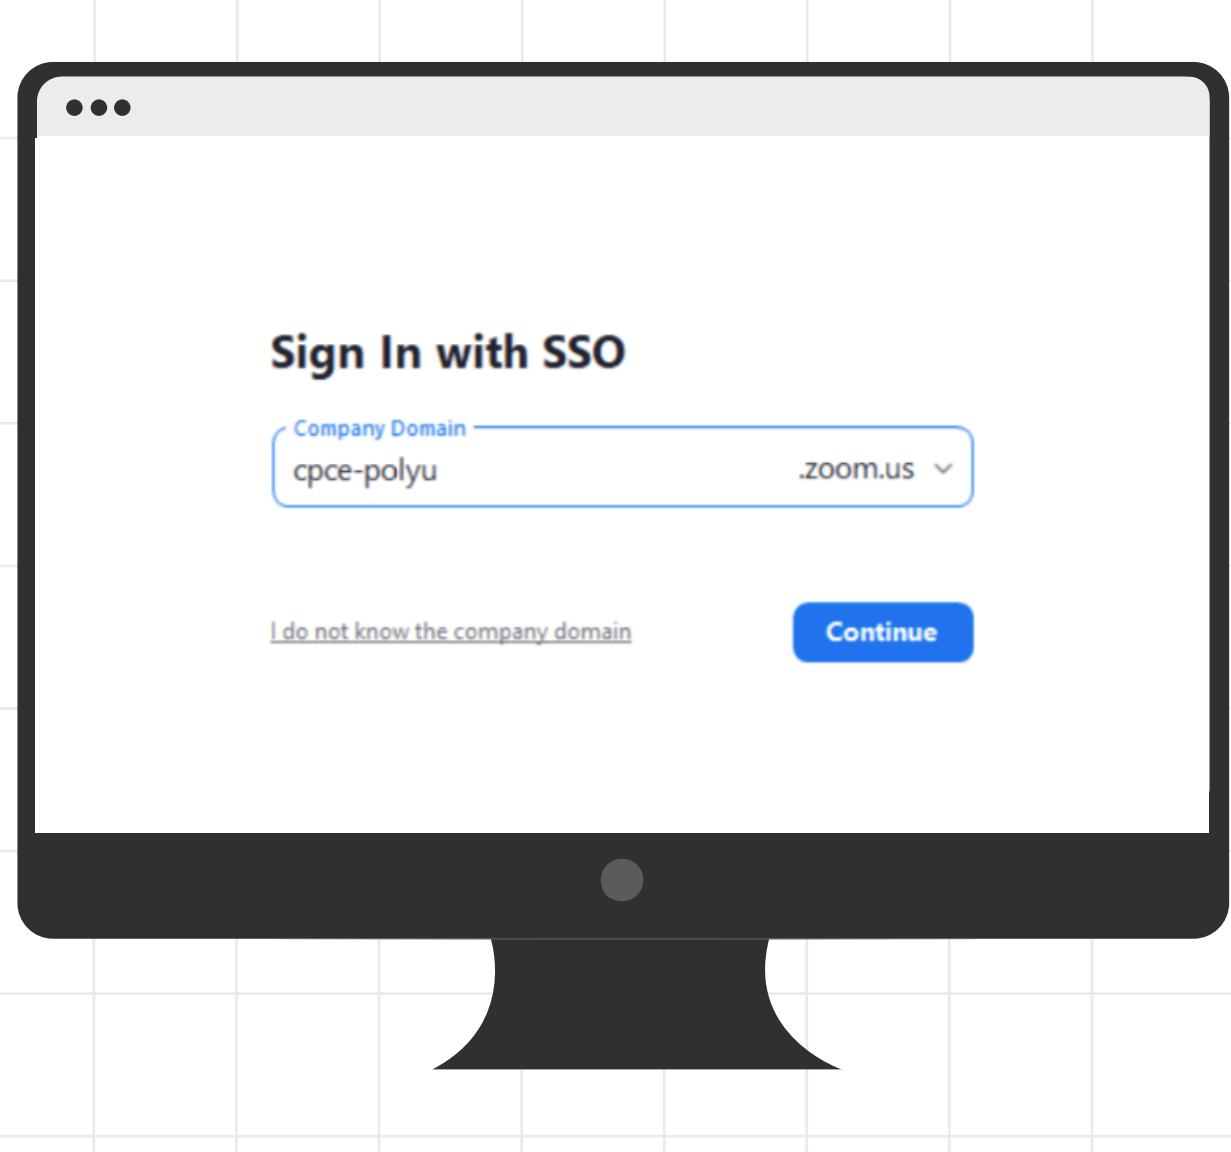 Sign In with SSO
Company Domain
cpce-polyu .zoom.us
I do not know the company domain Continue